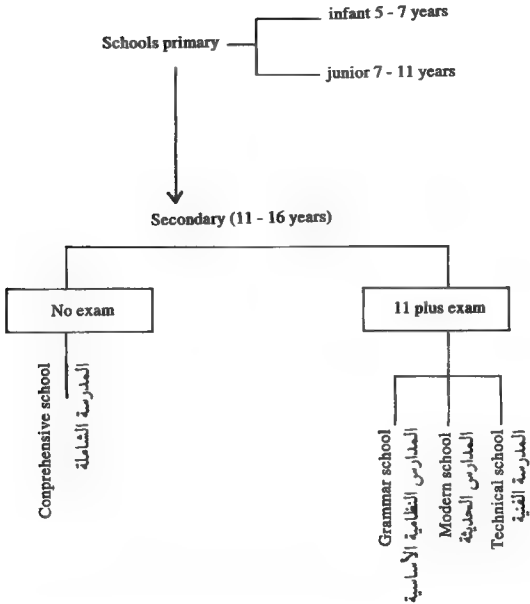 infant 5 - 7 years
Schools primary
junior 7 - 11 years
Secondary (11 - 16 years)
No exam
11 plus exam
Conprehensive school
المدرسة الشاملة
Grammar school
المدارس النظامية الأساسية
Modern school
المدارس الحديثة
Technical school
المدرسة الفنية